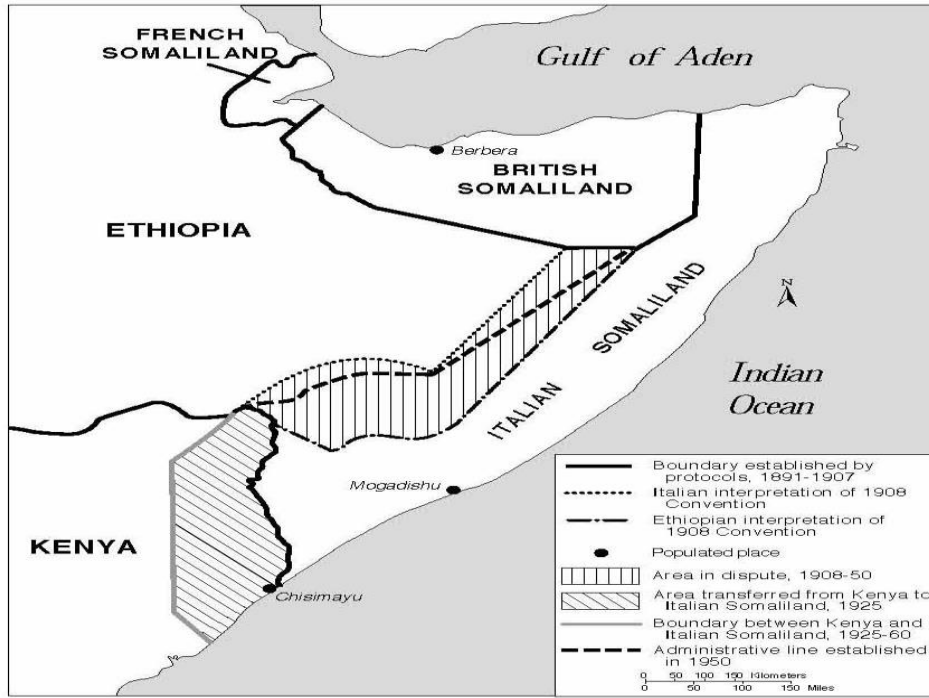 FRENCH
SOMALILAND
Gulf of Aden
Berbera
BRITISH
SOMALILAND
ETHIOPIA
ITALIAN SOMALILAND
N
Indian
Ocean
Mogadishu
KENYA
Chisimayu
Boundary established by
protocols, 1891-1907
Italian interpretation of 1908
Convention
Ethiopian interpretation of
1908 Convention
Populated place
Area in dispute, 1908-50
Area transferred from Kenya to
Italian Somaliland, 1925
Boundary between Kenya and
Italian Somaliland, 1925-60
Administrative line established
in 1950
0 50 100 150 Kilometers
0 50 100 150 Miles